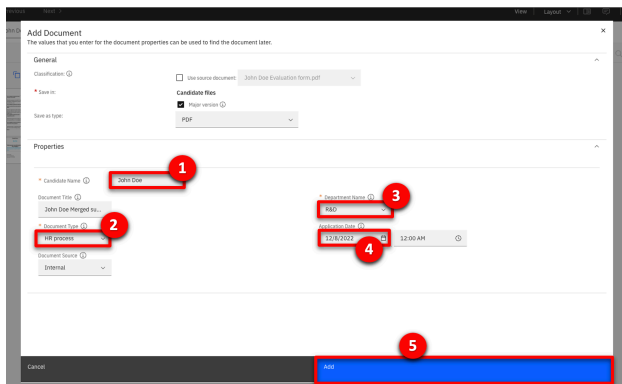 Previous Next >
View Layout
Add Document
The values that you enter for the document properties can be used to find the document later.
General
Classification:
Use source document: John Doe Evaluation form.pdf
* Save in: Candidate files
Major version
Save as type: PDF
Properties
1
* Candidate Name John Doe
Document Title * Department Name 3
John Doe Merged su... R&D
* Document Type 2 Application Date
HR process 12/8/2022 12:00 AM
4
Document Source
Internal
5
Cancel Add